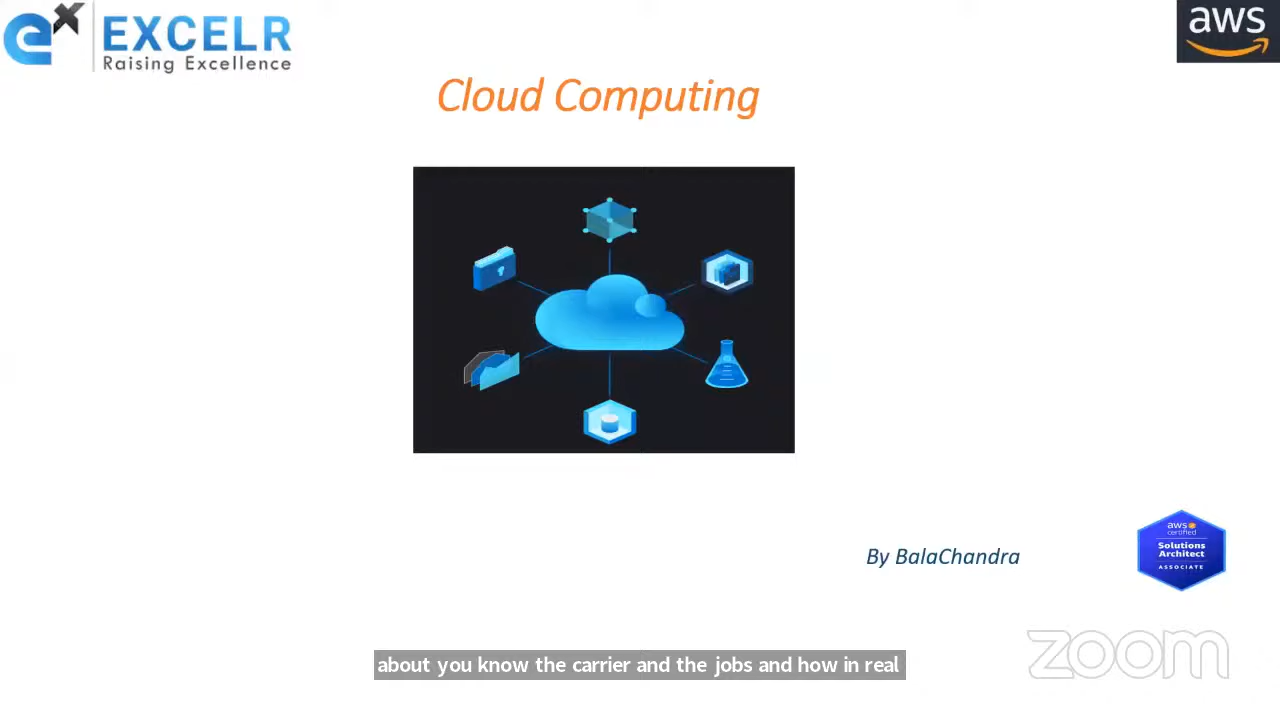 ex EXCELR
Raising Excellence
aws
Cloud Computing
By BalaChandra
aws
certified
Solutions
Architect
ASSOCIATE
about you know the carrier and the jobs and how in real
zoom